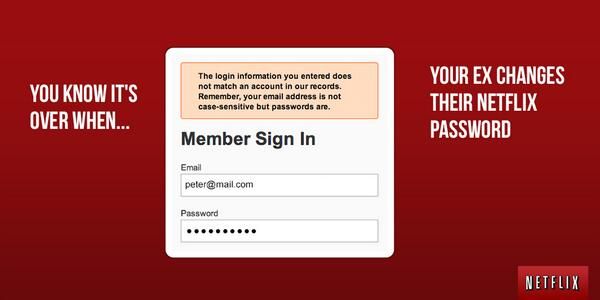 YOU KNOW IT'S
OVER WHEN...
The login information you entered does
not match an account in our records.
Remember, your email address is not
case-sensitive but passwords are.
Member Sign In
Email
peter@mail.com
Password
YOUR EX CHANGES
THEIR NETFLIX
PASSWORD
NETFLIX